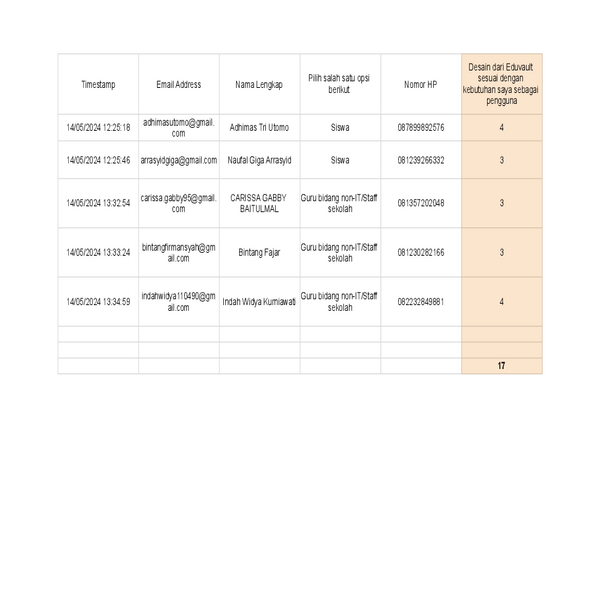 Timestamp
Email Address
Nama Lengkap
Pilih salah satu opsi
berikut
Nomor HP
Desain dari Eduvault
sesuai dengan
kebutuhan saya sebagai
pengguna
14/05/2024 12:25:18
adhimasutomo@gmail.
com
Adhimas Tri Utomo
Siswa
087899892576
4
14/05/2024 12:25:46
arrasyidgiga@gmail.com
Naufal Giga Arrasyid
Siswa
081239266332
3
14/05/2024 13:32:54
carissa.gabby95@gmail.
com
CARISSA GABBY
BAITULMAL
Guru bidang non-IT/Staff
sekolah
081357202048
3
14/05/2024 13:33:24
bintangfirmansyah@gm
ail.com
Bintang Fajar
Guru bidang non-IT/Staff
sekolah
081230282166
3
14/05/2024 13:34:59
indahwidya110490@gm
ail.com
Indah Widya Kurniawati
Guru bidang non-IT/Staff
sekolah
082232849881
4
17